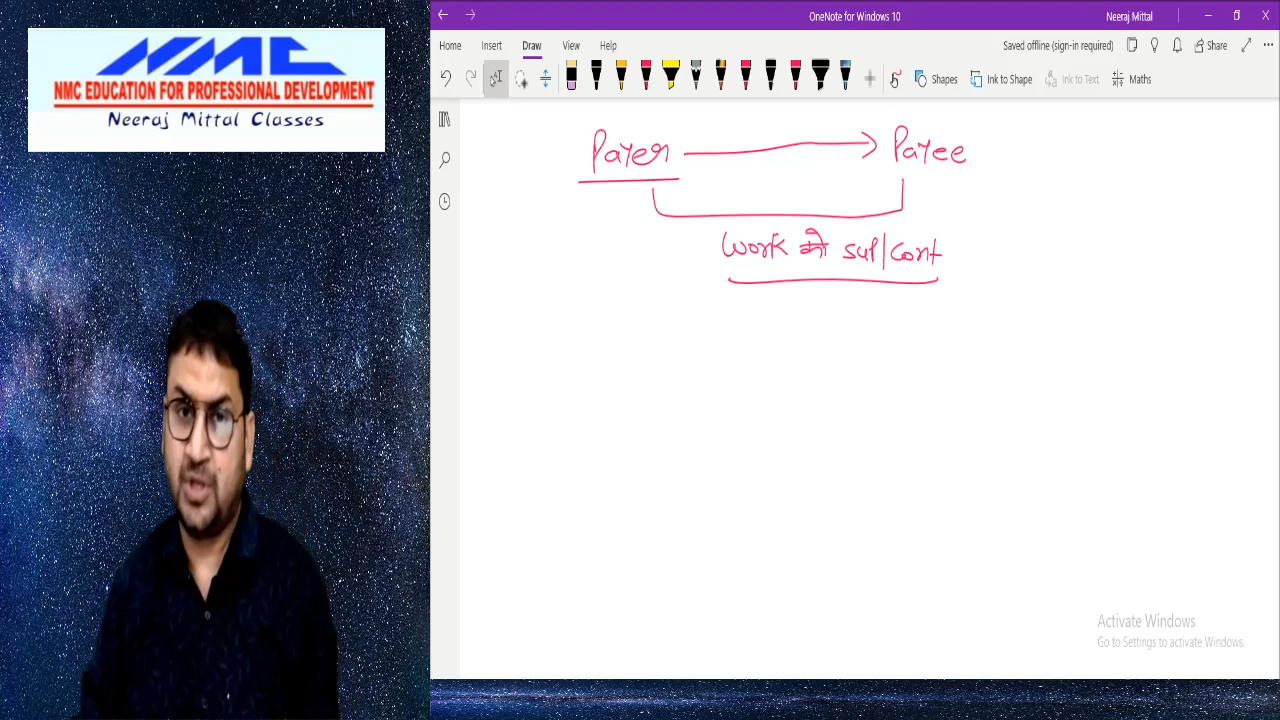 NMC
NMC EDUCATION FOR PROFESSIONAL DEVELOPMENT
Neeraj Mittal Classes
OneNote for Windows 10
Neeraj Mittal
Home Insert Draw View Help
Saved offline (sign-in required)
Share
Shapes
Ink to Shape
Ink to Text
Maths
Payer Payee
Work को sul/cont
Activate Windows
Go to Settings to activate Windows.